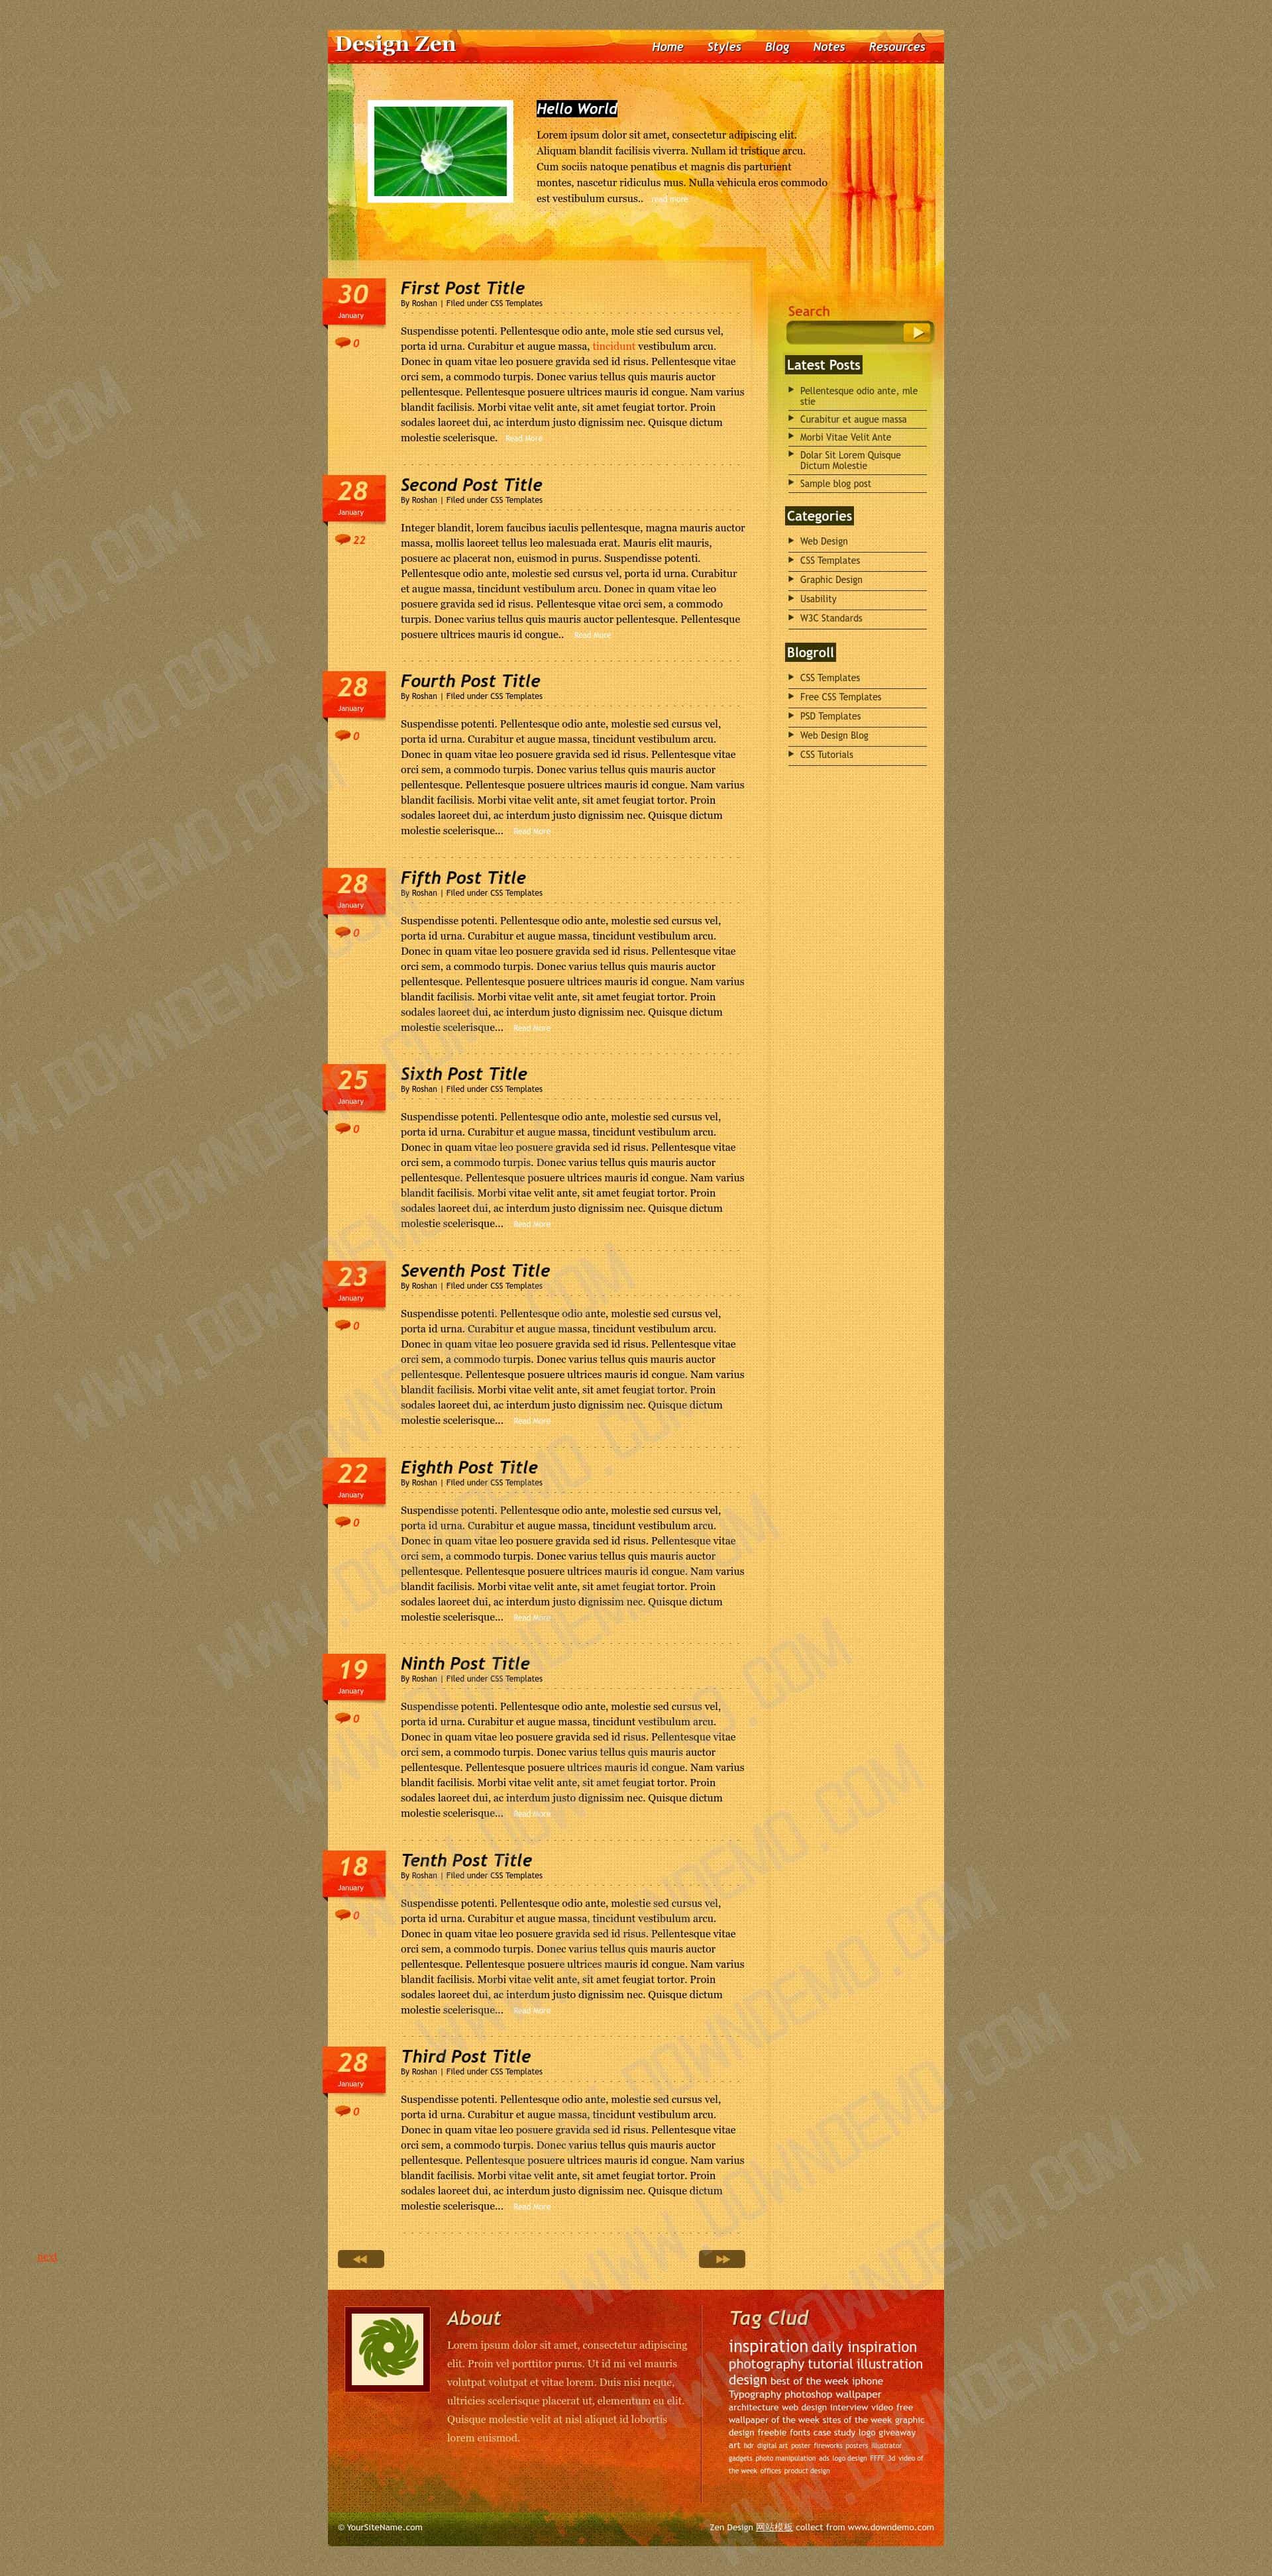 Design Zen
Home Styles Blog Notes Resources
Hello World
Lorem ipsum dolor sit amet, consectetur adipiscing elit.
Aliquam blandit facilisis viverra. Nullam id tristique arcu.
Cum sociis natoque penatibus et magnis dis parturient
montes, nascetur ridiculus mus. Nulla vehicula eros commodo
est vestibulum cursus.. read more
30
January
0
First Post Title
By Roshan | Filed under CSS Templates
Suspendisse potenti. Pellentesque odio ante, mole stie sed cursus vel,
porta id urna. Curabitur et augue massa, tincidunt vestibulum arcu.
Donec in quam vitae leo posuere gravida sed id risus. Pellentesque vitae
orci sem, a commodo turpis. Donec varius tellus quis mauris auctor
pellentesque. Pellentesque posuere ultrices mauris id congue. Nam varius
blandit facilisis. Morbi vitae velit ante, sit amet feugiat tortor. Proin
sodales laoreet dui, ac interdum justo dignissim nec. Quisque dictum
molestie scelerisque. Read More
28
January
22
Second Post Title
By Roshan | Filed under CSS Templates
Integer blandit, lorem faucibus iaculis pellentesque, magna mauris auctor
massa, mollis laoreet tellus leo malesuada erat. Mauris elit mauris,
posuere ac placerat non, euismod in purus. Suspendisse potenti.
Pellentesque odio ante, molestie sed cursus vel, porta id urna. Curabitur
et augue massa, tincidunt vestibulum arcu. Donec in quam vitae leo
posuere gravida sed id risus. Pellentesque vitae orci sem, a commodo
turpis. Donec varius tellus quis mauris auctor pellentesque. Pellentesque
posuere ultrices mauris id congue.. Read More
28
January
0
Fourth Post Title
By Roshan | Filed under CSS Templates
Suspendisse potenti. Pellentesque odio ante, molestie sed cursus vel,
porta id urna. Curabitur et augue massa, tincidunt vestibulum arcu.
Donec in quam vitae leo posuere gravida sed id risus. Pellentesque vitae
orci sem, a commodo turpis. Donec varius tellus quis mauris auctor
pellentesque. Pellentesque posuere ultrices mauris id congue. Nam varius
blandit facilisis. Morbi vitae velit ante, sit amet feugiat tortor. Proin
sodales laoreet dui, ac interdum justo dignissim nec. Quisque dictum
molestie scelerisque... Read More
28
January
0
Fifth Post Title
By Roshan | Filed under CSS Templates
Suspendisse potenti. Pellentesque odio ante, molestie sed cursus vel,
porta id urna. Curabitur et augue massa, tincidunt vestibulum arcu.
Donec in quam vitae leo posuere gravida sed id risus. Pellentesque vitae
orci sem, a commodo turpis. Donec varius tellus quis mauris auctor
pellentesque. Pellentesque posuere ultrices mauris id congue. Nam varius
blandit facilisis. Morbi vitae velit ante, sit amet feugiat tortor. Proin
sodales laoreet dui, ac interdum justo dignissim nec. Quisque dictum
molestie scelerisque... Read More
25
January
0
Sixth Post Title
By Roshan | Filed under CSS Templates
Suspendisse potenti. Pellentesque odio ante, molestie sed cursus vel,
porta id urna. Curabitur et augue massa, tincidunt vestibulum arcu.
Donec in quam vitae leo posuere gravida sed id risus. Pellentesque vitae
orci sem, a commodo turpis. Donec varius tellus quis mauris auctor
pellentesque. Pellentesque posuere ultrices mauris id congue. Nam varius
blandit facilisis. Morbi vitae velit ante, sit amet feugiat tortor. Proin
sodales laoreet dui, ac interdum justo dignissim nec. Quisque dictum
molestie scelerisque... Read More
23
January
0
Seventh Post Title
By Roshan | Filed under CSS Templates
Suspendisse potenti. Pellentesque odio ante, molestie sed cursus vel,
porta id urna. Curabitur et augue massa, tincidunt vestibulum arcu.
Donec in quam vitae leo posuere gravida sed id risus. Pellentesque vitae
orci sem, a commodo turpis. Donec varius tellus quis mauris auctor
pellentesque. Pellentesque posuere ultrices mauris id congue. Nam varius
blandit facilisis. Morbi vitae velit ante, sit amet feugiat tortor. Proin
sodales laoreet dui, ac interdum justo dignissim nec. Quisque dictum
molestie scelerisque... Read More
22
January
0
Eighth Post Title
By Roshan | Filed under CSS Templates
Suspendisse potenti. Pellentesque odio ante, molestie sed cursus vel,
porta id urna. Curabitur et augue massa, tincidunt vestibulum arcu.
Donec in quam vitae leo posuere gravida sed id risus. Pellentesque vitae
orci sem, a commodo turpis. Donec varius tellus quis mauris auctor
pellentesque. Pellentesque posuere ultrices mauris id congue. Nam varius
blandit facilisis. Morbi vitae velit ante, sit amet feugiat tortor. Proin
sodales laoreet dui, ac interdum justo dignissim nec. Quisque dictum
molestie scelerisque... Read More
19
January
0
Ninth Post Title
By Roshan | Filed under CSS Templates
Suspendisse potenti. Pellentesque odio ante, molestie sed cursus vel,
porta id urna. Curabitur et augue massa, tincidunt vestibulum arcu.
Donec in quam vitae leo posuere gravida sed id risus. Pellentesque vitae
orci sem, a commodo turpis. Donec varius tellus quis mauris auctor
pellentesque. Pellentesque posuere ultrices mauris id congue. Nam varius
blandit facilisis. Morbi vitae velit ante, sit amet feugiat tortor. Proin
sodales laoreet dui, ac interdum justo dignissim nec. Quisque dictum
molestie scelerisque... Read More
18
January
0
Tenth Post Title
By Roshan | Filed under CSS Templates
Suspendisse potenti. Pellentesque odio ante, molestie sed cursus vel,
porta id urna. Curabitur et augue massa, tincidunt vestibulum arcu.
Donec in quam vitae leo posuere gravida sed id risus. Pellentesque vitae
orci sem, a commodo turpis. Donec varius tellus quis mauris auctor
pellentesque. Pellentesque posuere ultrices mauris id congue. Nam varius
blandit facilisis. Morbi vitae velit ante, sit amet feugiat tortor. Proin
sodales laoreet dui, ac interdum justo dignissim nec. Quisque dictum
molestie scelerisque... Read More
28
January
0
Third Post Title
By Roshan | Filed under CSS Templates
Suspendisse potenti. Pellentesque odio ante, molestie sed cursus vel,
porta id urna. Curabitur et augue massa, tincidunt vestibulum arcu.
Donec in quam vitae leo posuere gravida sed id risus. Pellentesque vitae
orci sem, a commodo turpis. Donec varius tellus quis mauris auctor
pellentesque. Pellentesque posuere ultrices mauris id congue. Nam varius
blandit facilisis. Morbi vitae velit ante, sit amet feugiat tortor. Proin
sodales laoreet dui, ac interdum justo dignissim nec. Quisque dictum
molestie scelerisque... Read More
next
Search
Latest Posts
Pellentesque odio ante, mle
stie
Curabitur et augue massa
Morbi Vitae Velit Ante
Dolar Sit Lorem Quisque
Dictum Molestie
Sample blog post
Categories
Web Design
CSS Templates
Graphic Design
Usability
W3C Standards
Blogroll
CSS Templates
Free CSS Templates
PSD Templates
Web Design Blog
CSS Tutorials
About
Lorem ipsum dolor sit amet, consectetur adipiscing
elit. Proin vel porttitor purus. Ut id mi vel mauris
volutpat volutpat et vitae lorem. Duis nisi neque,
ultricies scelerisque placerat ut, elementum eu elit.
Quisque molestie velit at nisl aliquet id lobortis
lorem euismod.
Tag Clud
inspiration daily inspiration
photography tutorial illustration
design best of the week iphone
Typography photoshop wallpaper
architecture web design interview video free
wallpaper of the week sites of the week graphic
design freebie fonts case study logo giveaway
art hdr digital art poster fireworks posters illustrator
gadgets photo manipulation ads logo design FFFF 3d video of
the week offices product design
© YourSiteName.com
Zen Design 网站模板 collect from www.downdemo.com
WWW.DOWNDEMO.COM